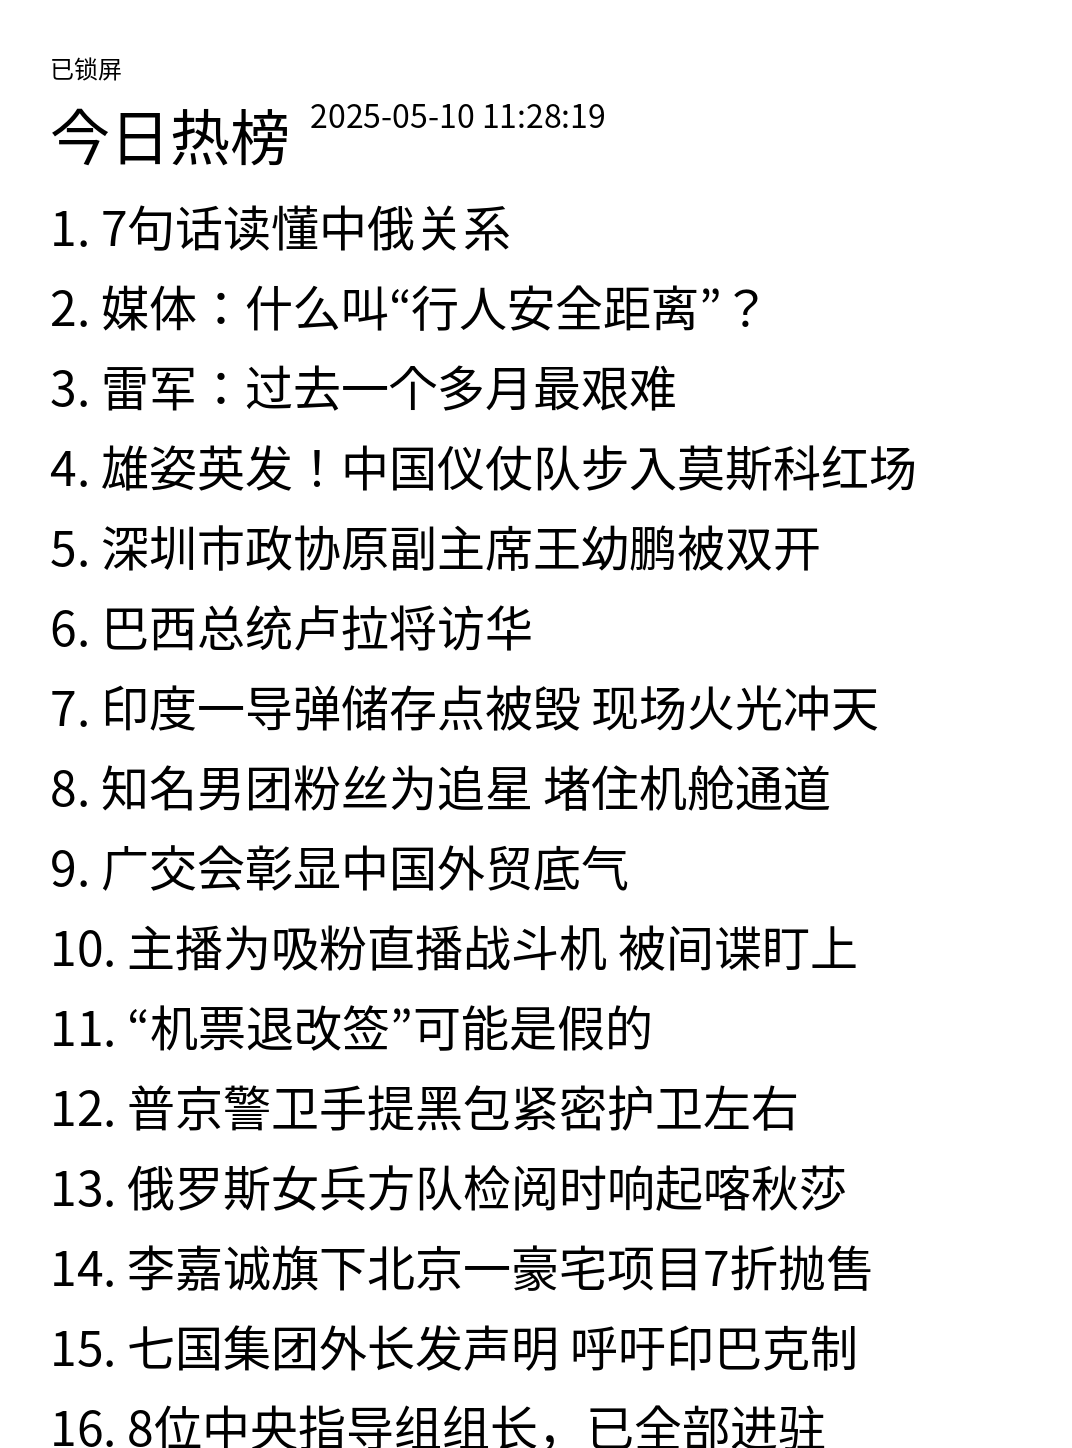 已锁屏
今日热榜 2025-05-10 11:28:19
1. 7句话读懂中俄关系
2. 媒体：什么叫“行人安全距离”？
3. 雷军：过去一个多月最艰难
4. 雄姿英发！中国仪仗队步入莫斯科红场
5. 深圳市政协原副主席王幼鹏被双开
6. 巴西总统卢拉将访华
7. 印度一导弹储存点被毁 现场火光冲天
8. 知名男团粉丝为追星 堵住机舱通道
9. 广交会彰显中国外贸底气
10. 主播为吸粉直播战斗机 被间谍盯上
11. “机票退改签”可能是假的
12. 普京警卫手提黑包紧密护卫左右
13. 俄罗斯女兵方队检阅时响起喀秋莎
14. 李嘉诚旗下北京一豪宅项目7折抛售
15. 七国集团外长发声明 呼吁印巴克制
16. 8位中央指导组组长，已全部进驻